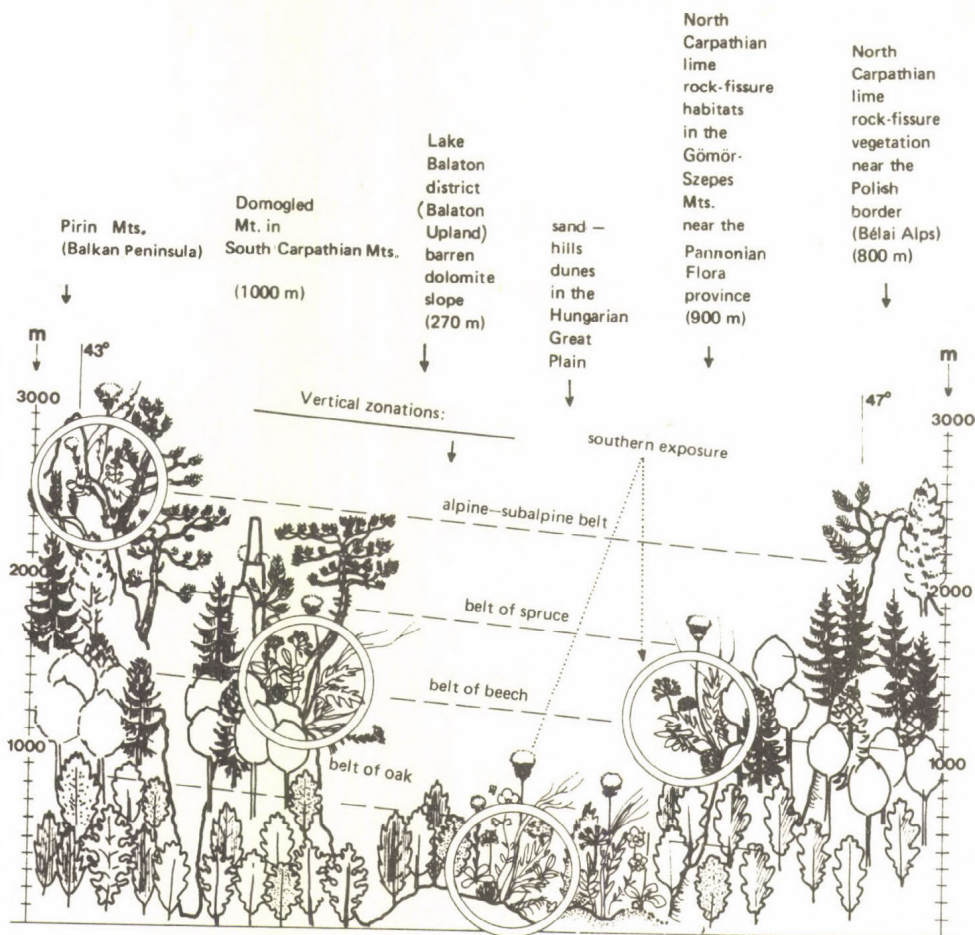 Pirin Mts.
(Balkan Peninsula)
Domogled
Mt. in
South Carpathian Mts.
(1000 m)
Lake
Balaton
district
(Balaton
Upland)
barren
dolomite
slope
(270 m)
sand —
hills
dunes
in the
Hungarian
Great
Plain
North
Carpathian
lime
rock-fissure
habitats
in the
Gömör-
Szepes
Mts.
near the
Pannonian
Flora
province
(900 m)
North
Carpathian
lime
rock-fissure
vegetation
near the
Polish
border
(Bélai Alps)
(800 m)
m
43°
3000
2000
1000
Vertical zonations:
southern exposure
alpine—subalpine belt
belt of spruce
belt of beech
belt of oak
47°
m
3000
2000
1000